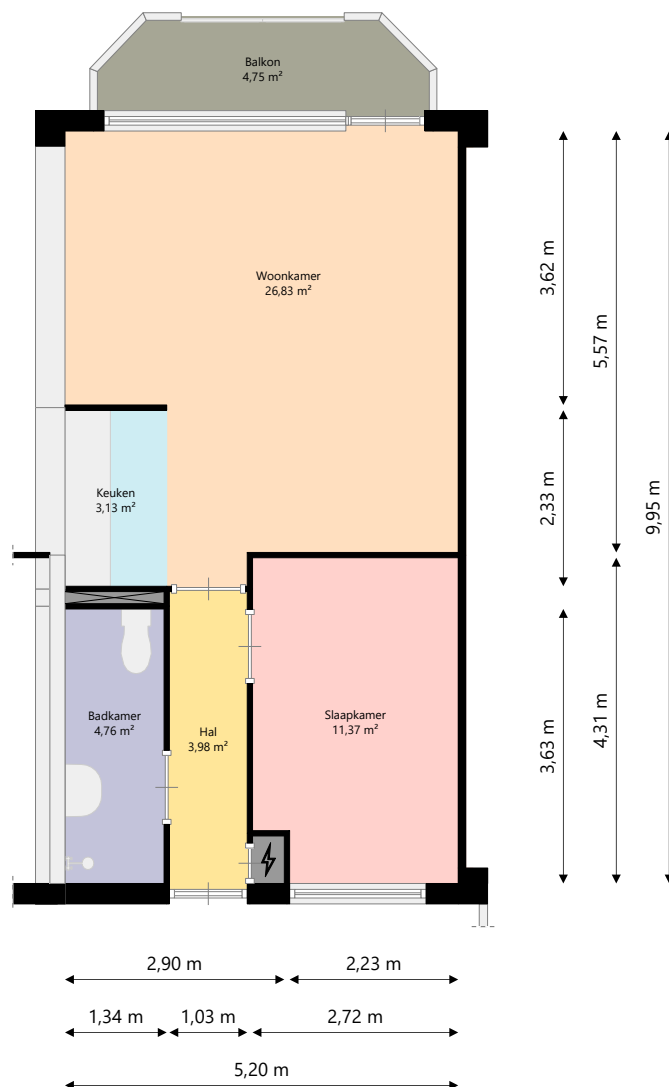 Balkon
4,75 m²
Woonkamer
26,83 m²
Keuken
3,13 m²
Badkamer
4,76 m²
Hal
3,98 m²
Slaapkamer
11,37 m²
3,62 m
5,57 m
2,33 m
9,95 m
4,31 m
3,63 m
2,90 m
2,23 m
1,34 m
1,03 m
2,72 m
5,20 m